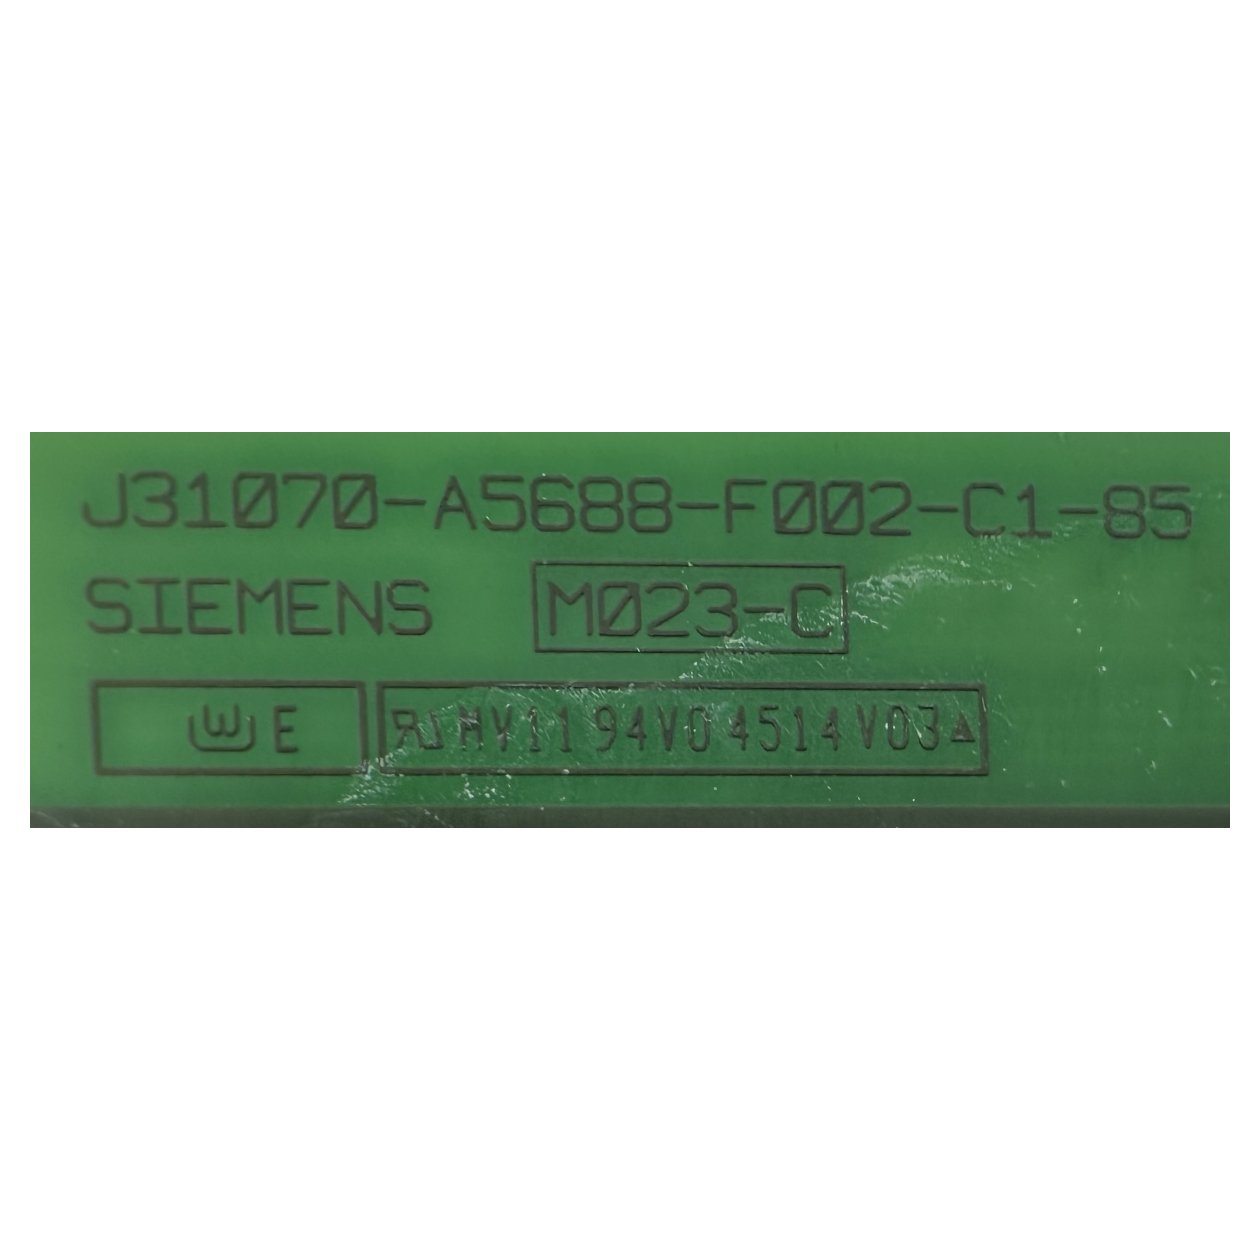 J31070-A5688-F002-C1-85
SIEMENS M023-C
W E MV11 94V0 4514 V03▲